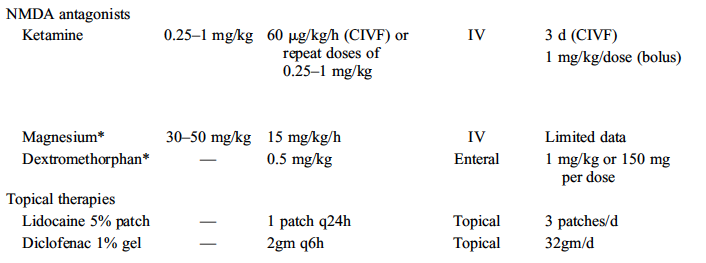 NMDA antagonists
Ketamine 0.25–1 mg/kg 60 µg/kg/h (CIVF) or IV 3 d (CIVF)
repeat doses of 1 mg/kg/dose (bolus)
0.25–1 mg/kg
Magnesium* 30–50 mg/kg 15 mg/kg/h IV Limited data
Dextromethorphan* — 0.5 mg/kg Enteral 1 mg/kg or 150 mg
per dose
Topical therapies
Lidocaine 5% patch — 1 patch q24h Topical 3 patches/d
Diclofenac 1% gel — 2gm q6h Topical 32gm/d